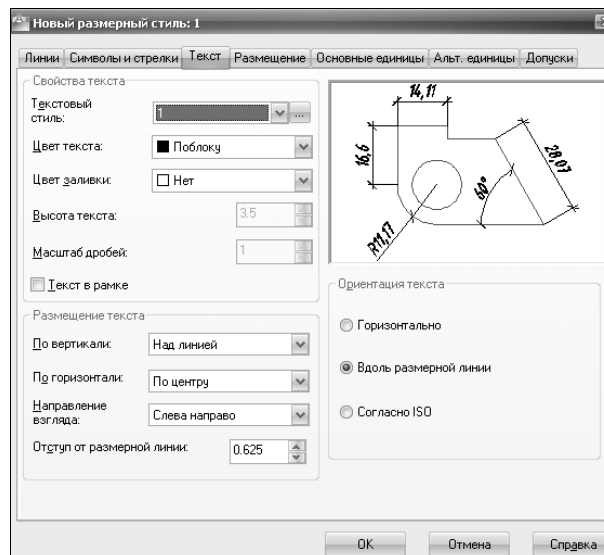 Новый размерный стиль: 1
Линии Символы и стрелки Текст Размещение Основные единицы Альт. единицы Допуски
Свойства текста
Текстовый стиль: 1 ...
Цвет текста: Поблоку
Цвет заливки: Нет
Высота текста: 3.5
Масштаб дробей: 1
Текст в рамке
14,11
16,6
28,07
60°
R11,17
Размещение текста
По вертикали: Над линией
По горизонтали: По центру
Направление взгляда: Слева направо
Отступ от размерной линии: 0.625
Ориентация текста
Горизонтально
Вдоль размерной линии
Согласно ISO
OK Отмена Справка